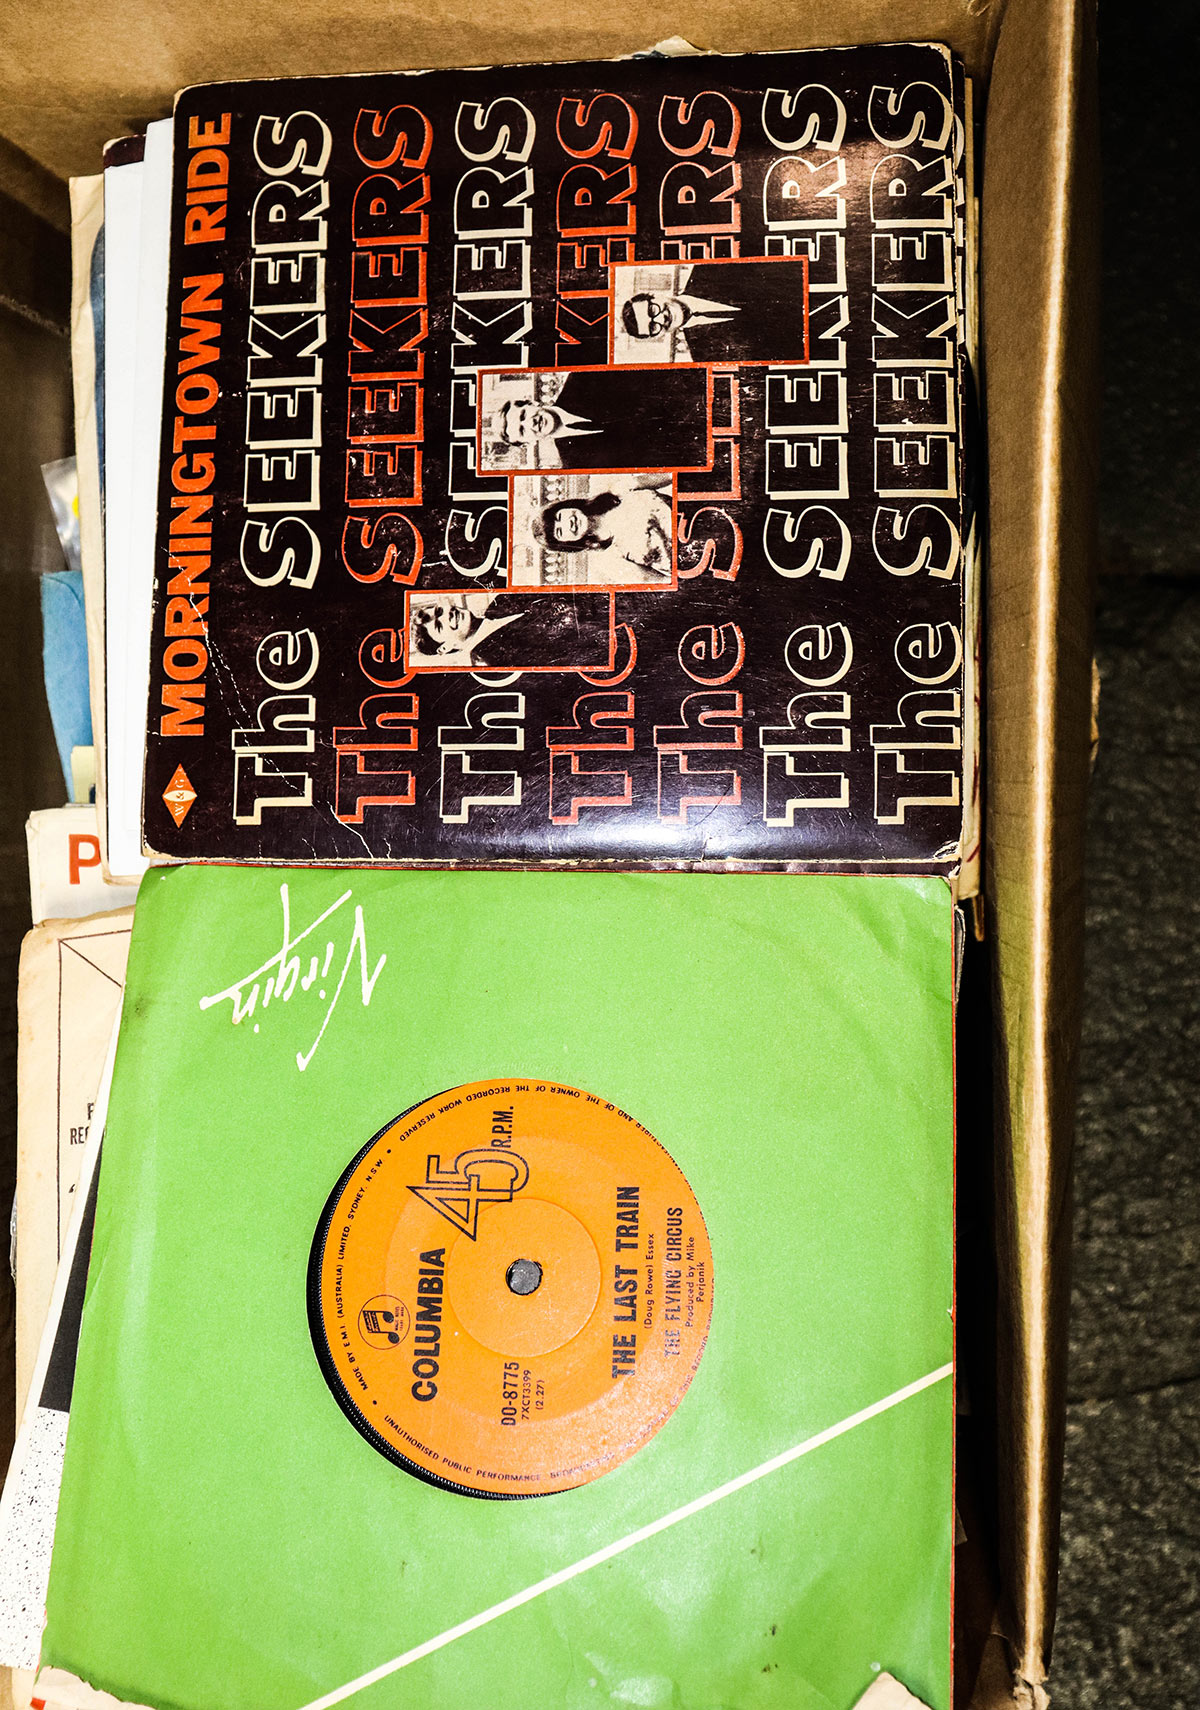 MORNINGTOWN RIDE
W&G
The SEEKERS
The SEEKERS
The SEEKERS
The SEEKERS
The SEEKERS
The SEEKERS
The SEEKERS
P
REC
Virgin
MADE BY E.M.I. (AUSTRALIA) LIMITED, SYDNEY, N.S.W. •
AND OF THE OWNER OF THE RECORDED WORK RESERVED
• UNAUTHORISED PUBLIC PERFORMANCE
COLUMBIA
45 R.P.M.
DO-8775
7XCT3399
(2.27)
THE LAST TRAIN
(Doug Rowe) Essex
THE FLYING CIRCUS
Produced by Mike
Perjanik